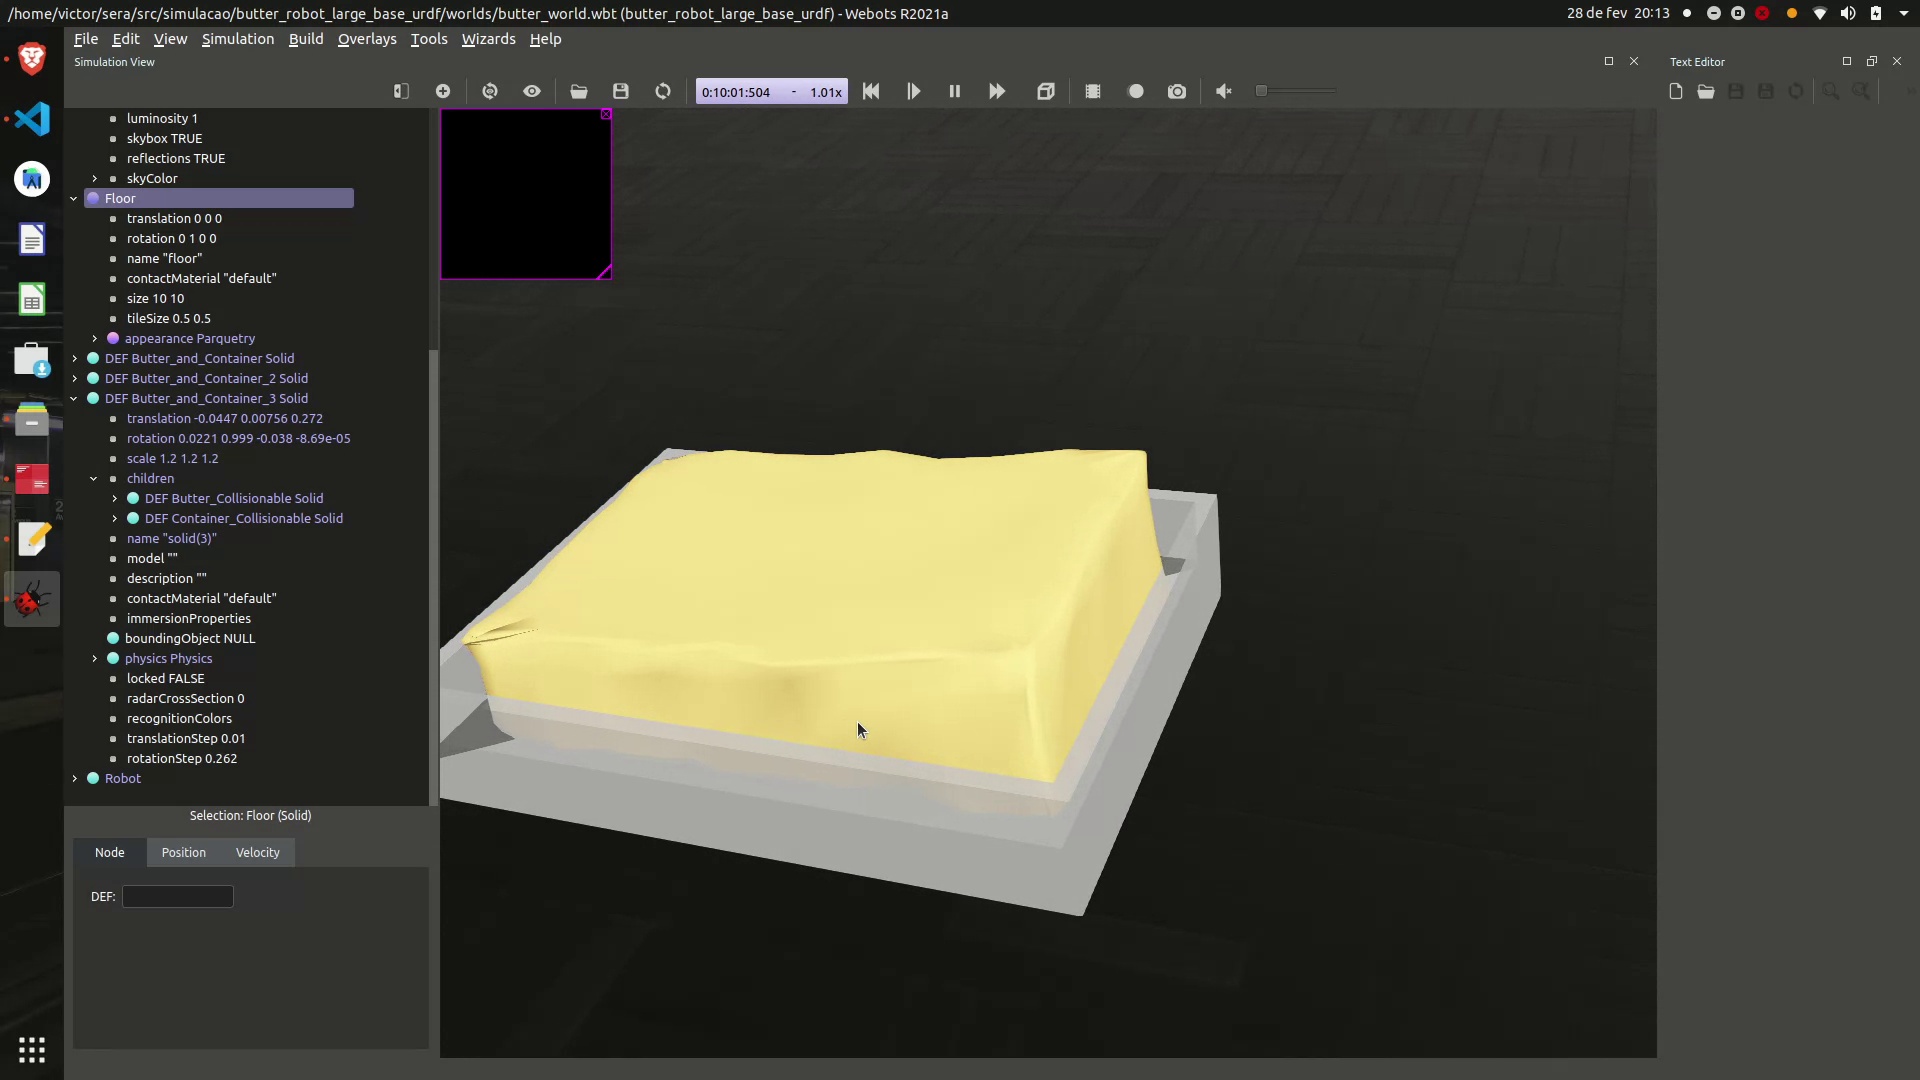 /home/victor/sera/src/simulacao/butter_robot_large_base_urdf/worlds/butter_world.wbt (butter_robot_large_base_urdf) - Webots R2021a
28 de fev 20:13
File Edit View Simulation Build Overlays Tools Wizards Help
Simulation View
Text Editor
0:10:01:504 - 1.01x
luminosity 1
skybox TRUE
reflections TRUE
skyColor
Floor
translation 0 0 0
rotation 0 1 0 0
name "floor"
contactMaterial "default"
size 10 10
tileSize 0.5 0.5
appearance Parquetry
DEF Butter_and_Container Solid
DEF Butter_and_Container_2 Solid
DEF Butter_and_Container_3 Solid
translation -0.0447 0.00756 0.272
rotation 0.0221 0.999 -0.038 -8.69e-05
scale 1.2 1.2 1.2
children
DEF Butter_Collisionable Solid
DEF Container_Collisionable Solid
name "solid(3)"
model ""
description ""
contactMaterial "default"
immersionProperties
boundingObject NULL
physics Physics
locked FALSE
radarCrossSection 0
recognitionColors
translationStep 0.01
rotationStep 0.262
Robot
Selection: Floor (Solid)
Node Position Velocity
DEF: